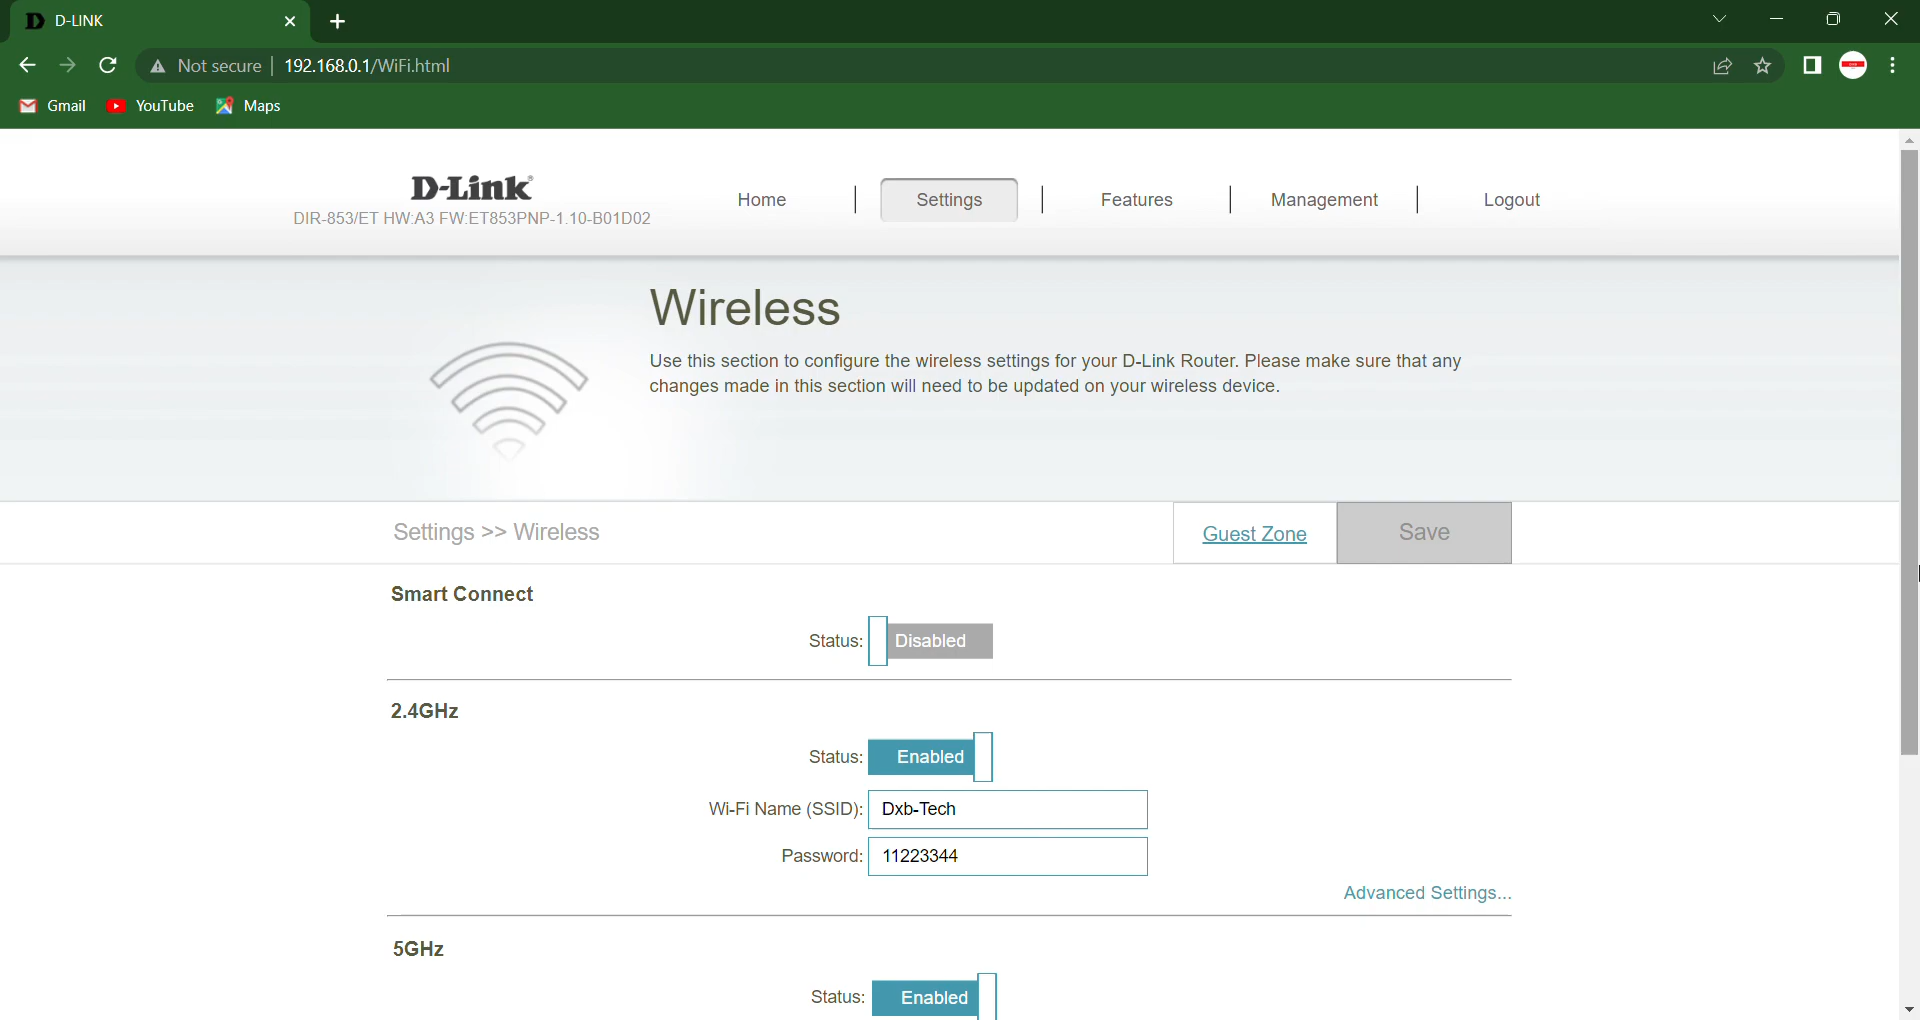 D-LINK
Not secure
192.168.0.1/WiFi.html
Gmail
YouTube
Maps
D-Link®
DIR-853/ET HW:A3 FW:ET853PNP-1.10-B01D02
Home
Settings
Features
Management
Logout
Wireless
Use this section to configure the wireless settings for your D-Link Router. Please make sure that any
changes made in this section will need to be updated on your wireless device.
Settings >> Wireless
Guest Zone
Save
Smart Connect
Status: Disabled
2.4GHz
Status: Enabled
Wi-Fi Name (SSID): Dxb-Tech
Password: 11223344
Advanced Settings...
5GHz
Status: Enabled